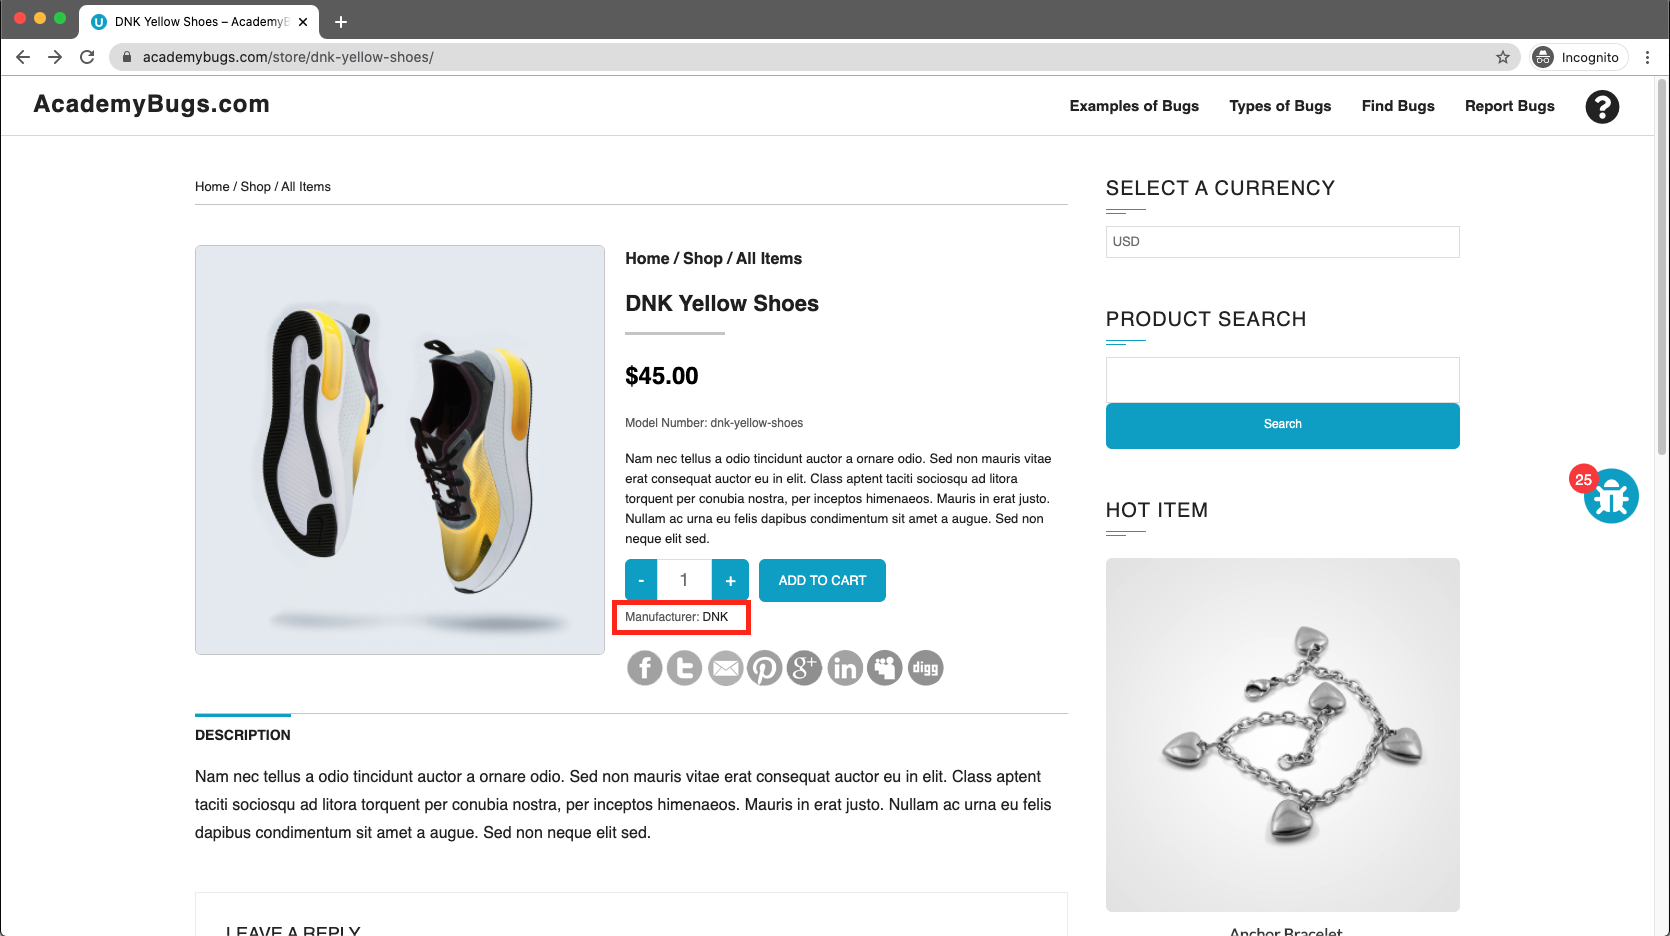 DNK Yellow Shoes – AcademyB
academybugs.com/store/dnk-yellow-shoes/
Incognito
AcademyBugs.com
Examples of Bugs
Types of Bugs
Find Bugs
Report Bugs
?
Home / Shop / All Items
Home / Shop / All Items
DNK Yellow Shoes
$45.00
Model Number: dnk-yellow-shoes
Nam nec tellus a odio tincidunt auctor a ornare odio. Sed non mauris vitae
erat consequat auctor eu in elit. Class aptent taciti sociosqu ad litora
torquent per conubia nostra, per inceptos himenaeos. Mauris in erat justo.
Nullam ac urna eu felis dapibus condimentum sit amet a augue. Sed non
neque elit sed.
- 1 + ADD TO CART
Manufacturer: DNK
digg
DESCRIPTION
Nam nec tellus a odio tincidunt auctor a ornare odio. Sed non mauris vitae erat consequat auctor eu in elit. Class aptent
taciti sociosqu ad litora torquent per conubia nostra, per inceptos himenaeos. Mauris in erat justo. Nullam ac urna eu felis
dapibus condimentum sit amet a augue. Sed non neque elit sed.
LEAVE A REPLY
SELECT A CURRENCY
USD
PRODUCT SEARCH
Search
HOT ITEM
Anchor Bracelet
25